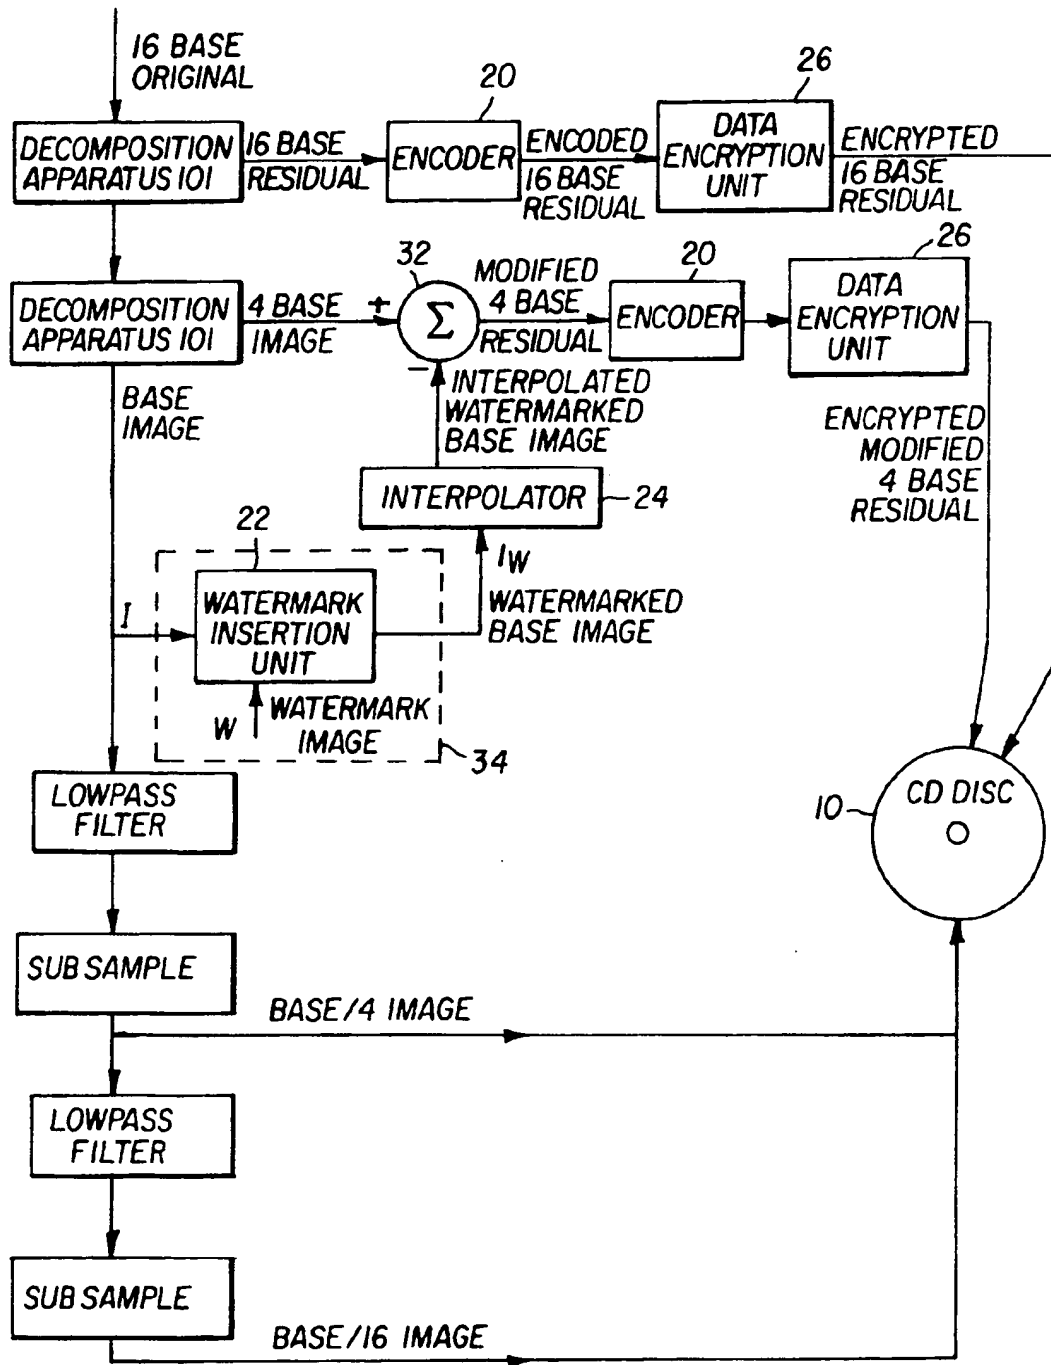 16 BASE
ORIGINAL
DECOMPOSITION
APPARATUS 101
16 BASE
RESIDUAL
20
ENCODER
ENCODED
16 BASE
RESIDUAL
26
DATA
ENCRYPTION
UNIT
ENCRYPTED
16 BASE
RESIDUAL
DECOMPOSITION
APPARATUS 101
4 BASE
IMAGE
32
+
Σ
−
MODIFIED
4 BASE
RESIDUAL
20
ENCODER
26
DATA
ENCRYPTION
UNIT
BASE
IMAGE
INTERPOLATED
WATERMARKED
BASE IMAGE
ENCRYPTED
MODIFIED
4 BASE
RESIDUAL
INTERPOLATOR
24
22
I
WATERMARK
INSERTION
UNIT
IW
WATERMARKED
BASE IMAGE
W
WATERMARK
IMAGE
34
LOWPASS
FILTER
10
CD DISC
SUB SAMPLE
BASE/4 IMAGE
LOWPASS
FILTER
SUB SAMPLE
BASE/16 IMAGE